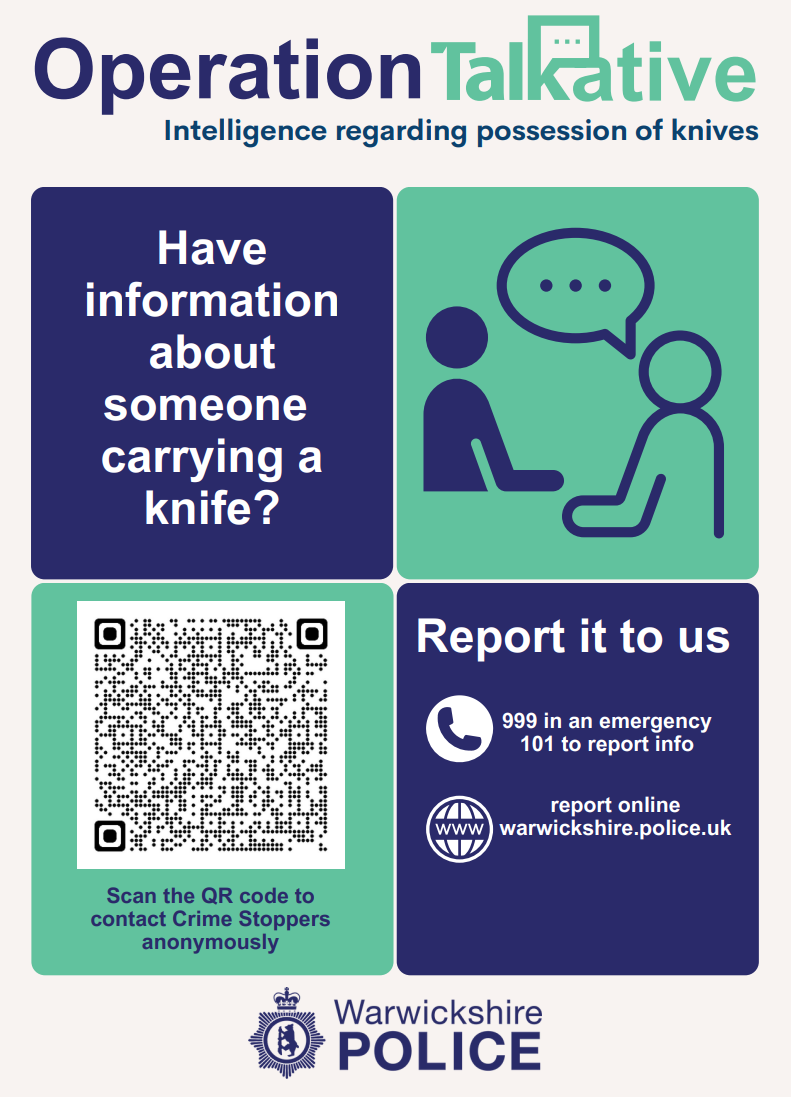 Operation Talkative
Intelligence regarding possession of knives
Have
information
about
someone
carrying a
knife?
Scan the QR code to
contact Crime Stoppers
anonymously
Report it to us
999 in an emergency
101 to report info
WWW
report online
warwickshire.police.uk
Warwickshire
POLICE